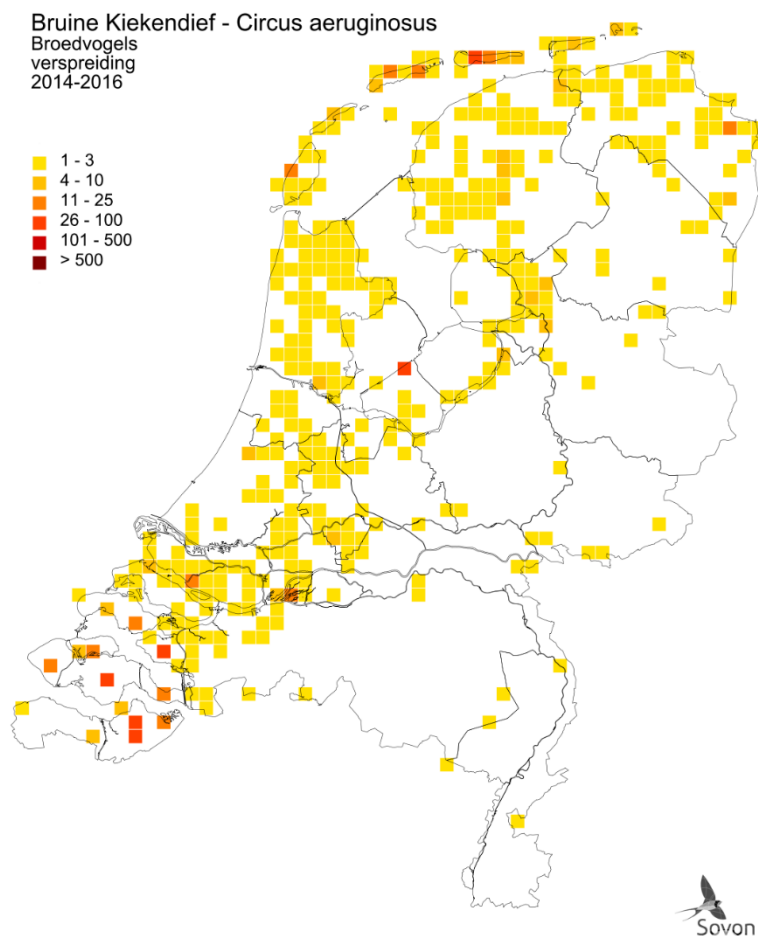 Bruine Kiekendief - Circus aeruginosus
Broedvogels
verspreiding
2014-2016
1 - 3
4 - 10
11 - 25
26 - 100
101 - 500
> 500
Sovon